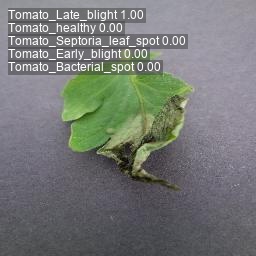 Tomato_Late_blight 1.00
Tomato_healthy 0.00
Tomato_Septoria_leaf_spot 0.00
Tomato_Early_blight 0.00
Tomato_Bacterial_spot 0.00